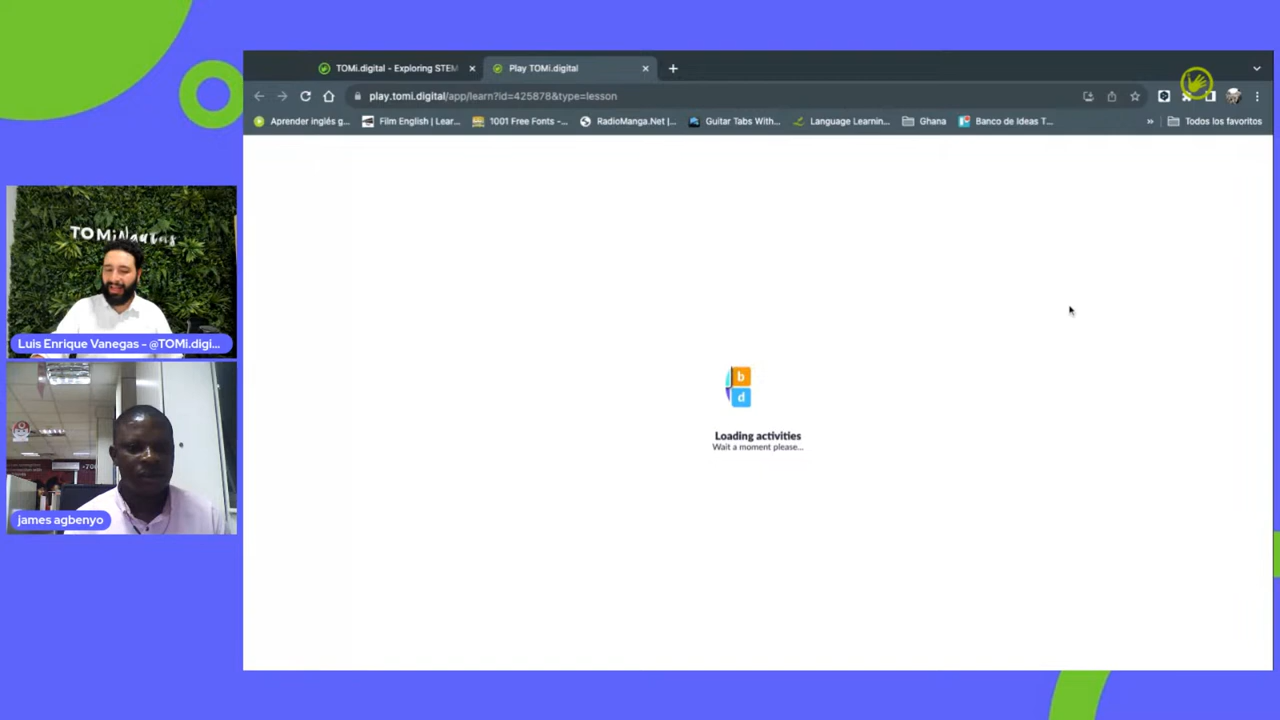 TOMi.digital - Exploring STEM
Play TOMi.digital
play.tomi.digital/app/learn?id=425878&type=lesson
Aprender inglés g...
Film English | Lear...
1001 Free Fonts -...
RadioManga.Net |...
Guitar Tabs With...
Language Learnin...
Ghana
Banco de Ideas T...
»
Todos los favoritos
TOMiNautas
Luis Enrique Vanegas - @TOMi.digi...
b
d
Loading activities
Wait a moment please...
james agbenyo